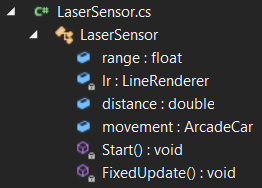 C# LaserSensor.cs
LaserSensor
range : float
lr : LineRenderer
distance : double
movement : ArcadeCar
Start() : void
FixedUpdate() : void